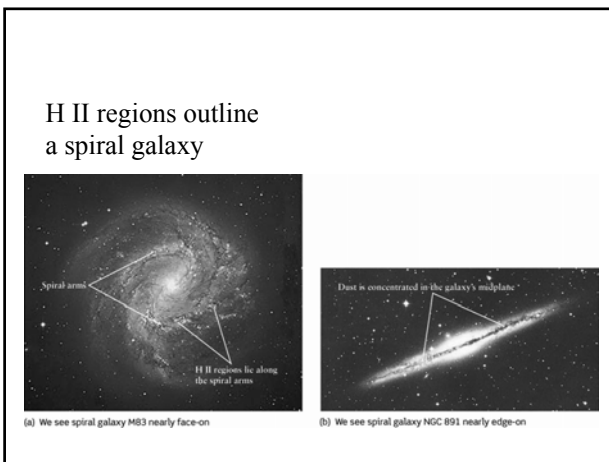 H II regions outline
a spiral galaxy
Spiral arms
H II regions lie along
the spiral arms
(a) We see spiral galaxy M83 nearly face-on
Dust is concentrated in the galaxy's midplane
(b) We see spiral galaxy NGC 891 nearly edge-on